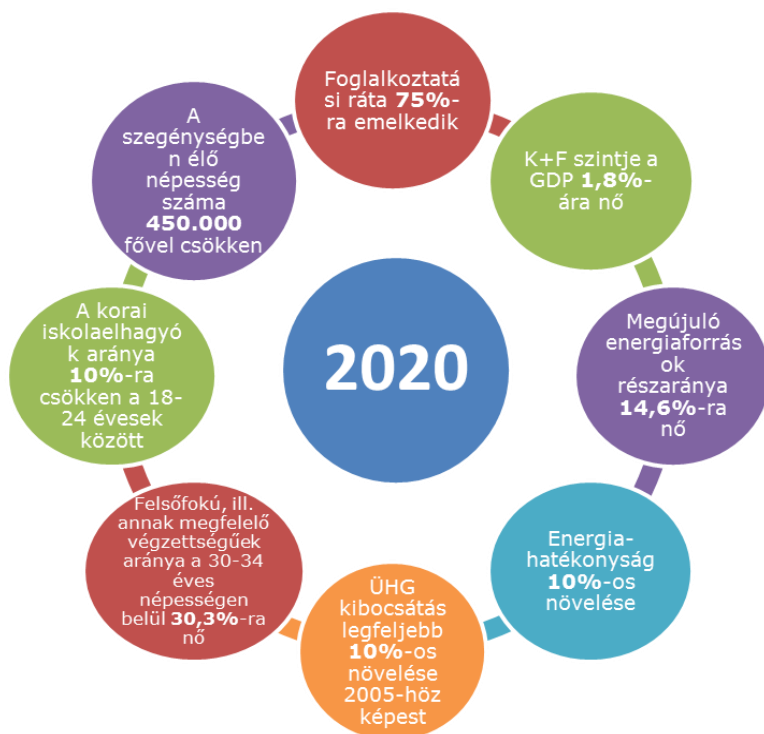 Foglalkoztatá
si ráta 75%-
ra emelkedik
K+F szintje a
GDP 1,8%-
ára nő
Megújuló
energiaforrás
ok
részaránya
14,6%-ra
nő
Energia-
hatékonyság
10%-os
növelése
ÜHG
kibocsátás
legfeljebb
10%-os
növelése
2005-höz
képest
Felsőfokú, ill.
annak megfelelő
végzettségűek
aránya a 30-34
éves
népességen
belül 30,3%-ra
nő
A korai
iskolaelhagyó
k aránya
10%-ra
csökken a 18-
24 évesek
között
A
szegénységbe
n élő
népesség
száma
450.000
fővel csökken
2020